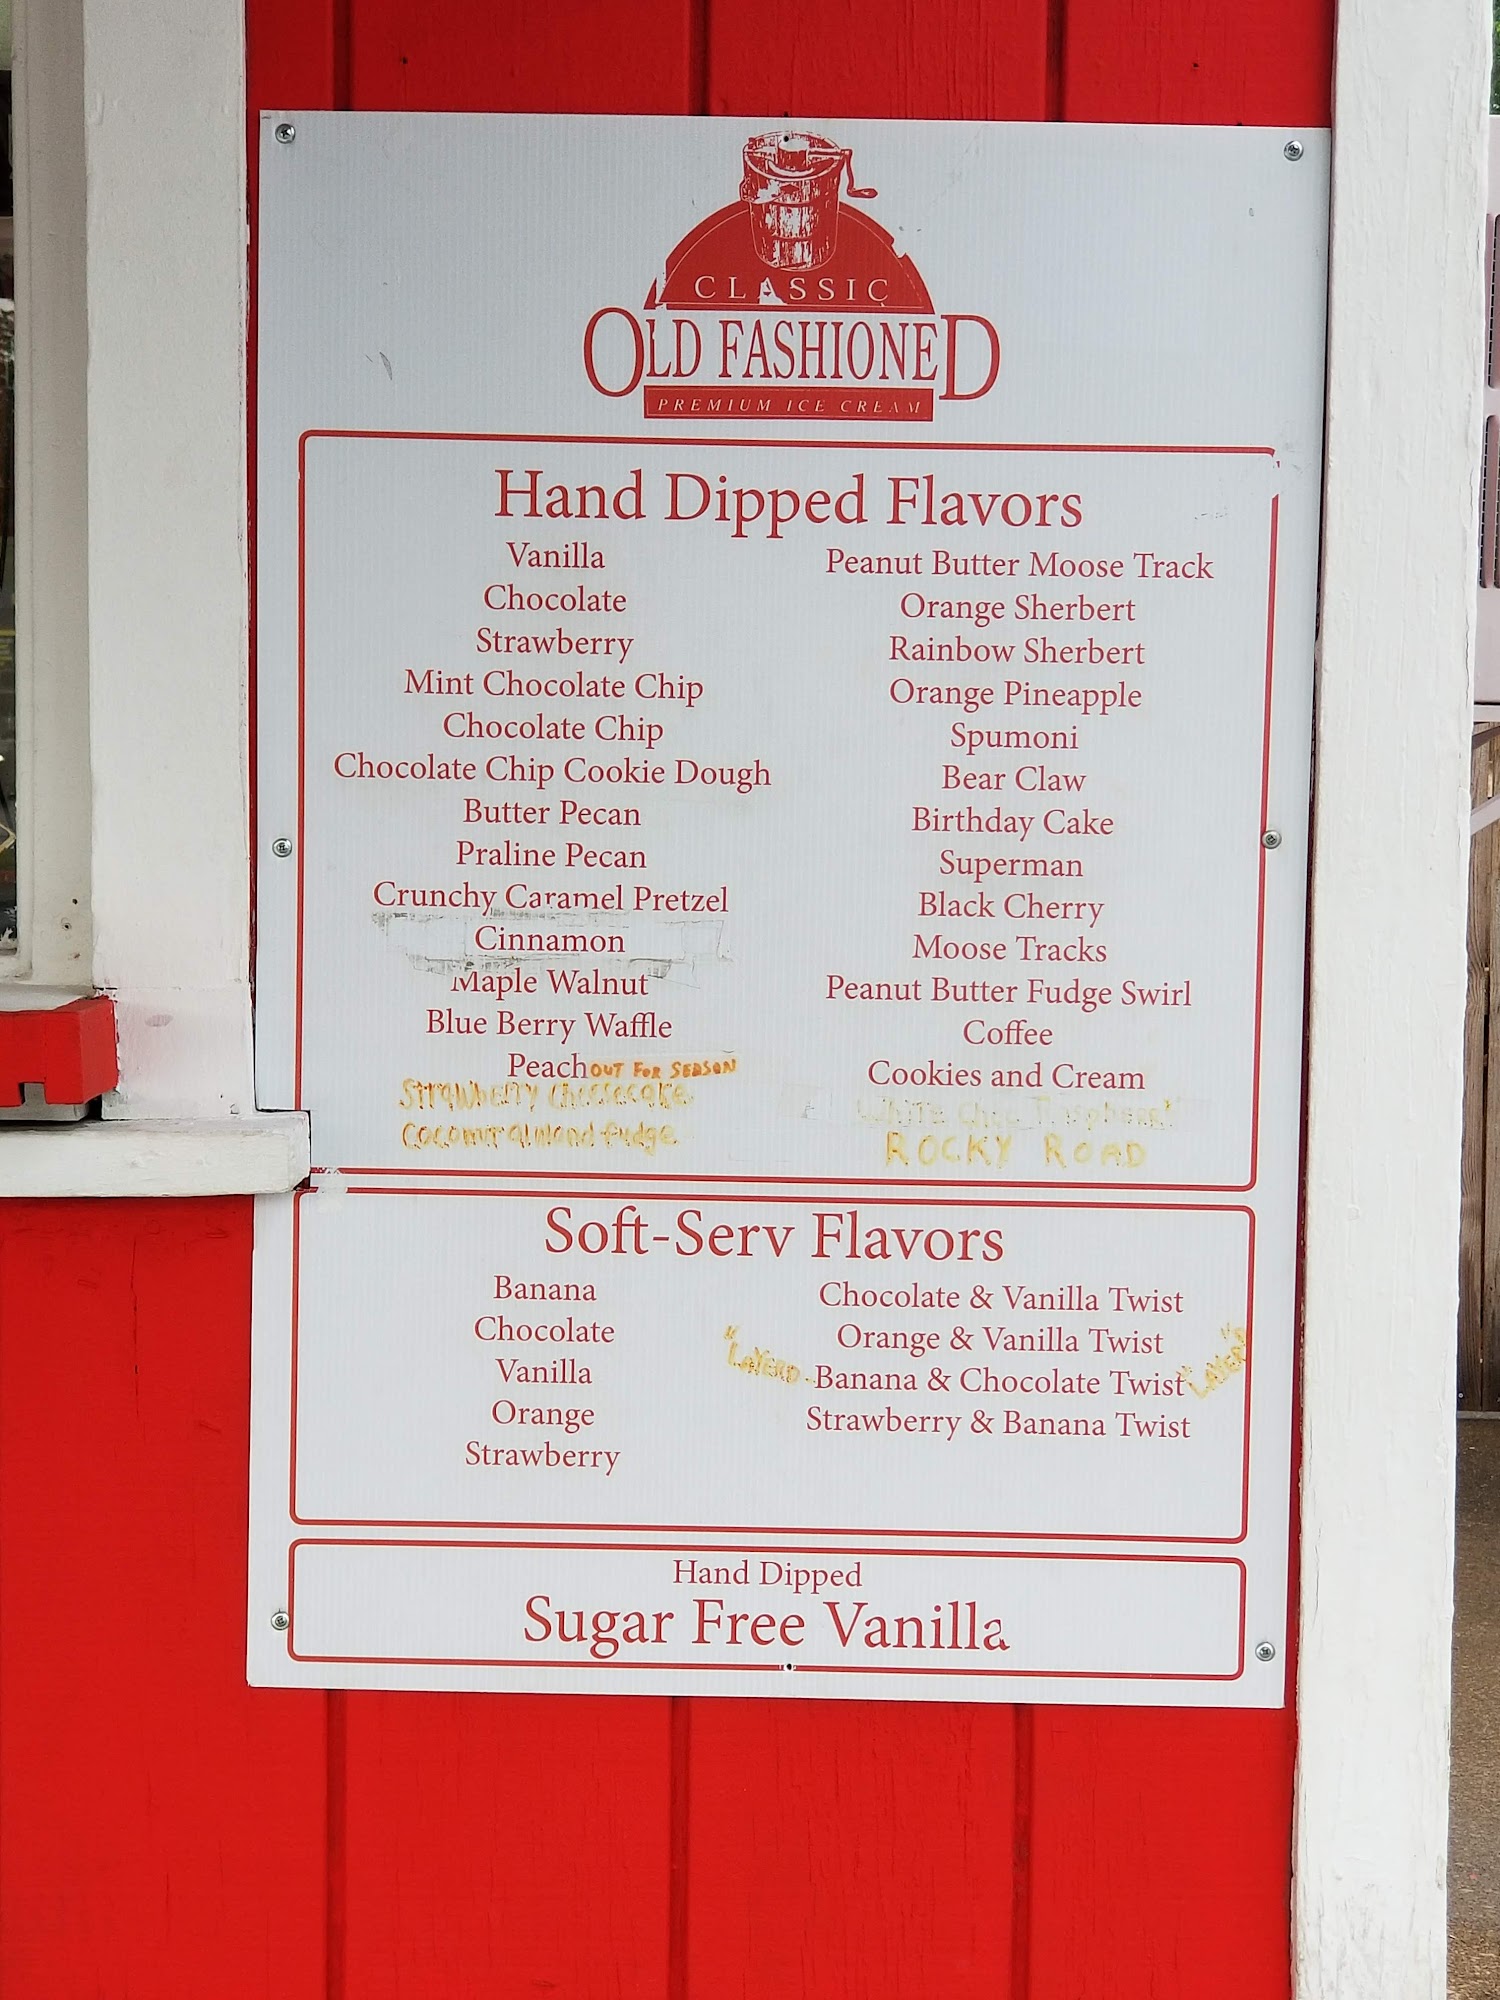 CLASSIC
OLD FASHIONED
PREMIUM ICE CREAM
Hand Dipped Flavors
Vanilla
Chocolate
Strawberry
Mint Chocolate Chip
Chocolate Chip
Chocolate Chip Cookie Dough
Butter Pecan
Praline Pecan
Crunchy Caramel Pretzel
Cinnamon
Maple Walnut
Blue Berry Waffle
Peach OUT FOR SEASON
Strawberry Cheesecake
Coconut almond fudge
Peanut Butter Moose Track
Orange Sherbert
Rainbow Sherbert
Orange Pineapple
Spumoni
Bear Claw
Birthday Cake
Superman
Black Cherry
Moose Tracks
Peanut Butter Fudge Swirl
Coffee
Cookies and Cream
White Choc
ROCKY ROAD
Soft-Serv Flavors
Banana
Chocolate
Vanilla
Orange
Strawberry
Chocolate & Vanilla Twist
Orange & Vanilla Twist
Banana & Chocolate Twist
Strawberry & Banana Twist
Hand Dipped
Sugar Free Vanilla